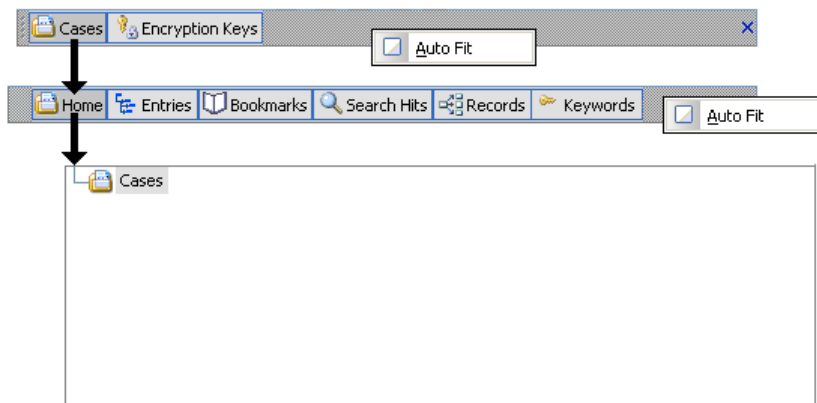 Cases Encryption Keys
Auto Fit
Home Entries Bookmarks Search Hits Records Keywords
Auto Fit
Cases